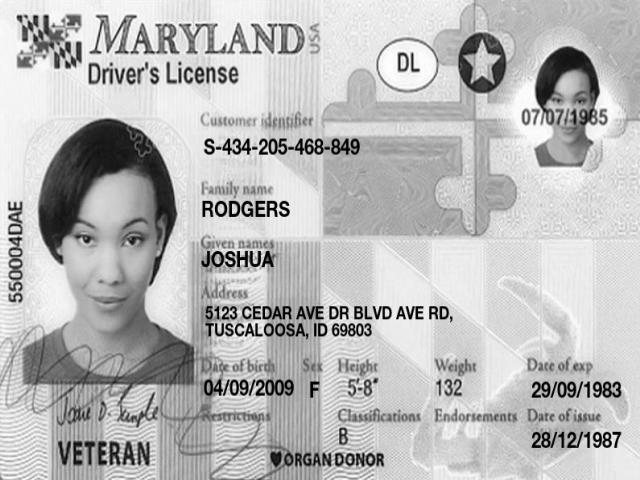 MARYLAND USA
Driver's License
DL
07/07/1985
Customer identifier
S-434-205-468-849
Family name
RODGERS
Given names
JOSHUA
Address
5123 CEDAR AVE DR BLVD AVE RD,
TUSCALOOSA, ID 69803
Date of birth Sex Height Weight Date of exp
04/09/2009 F 5'-8" 132 29/09/1983
Restrictions Classifications Endorsements Date of issue
B 28/12/1987
ORGAN DONOR
VETERAN
550004DAE